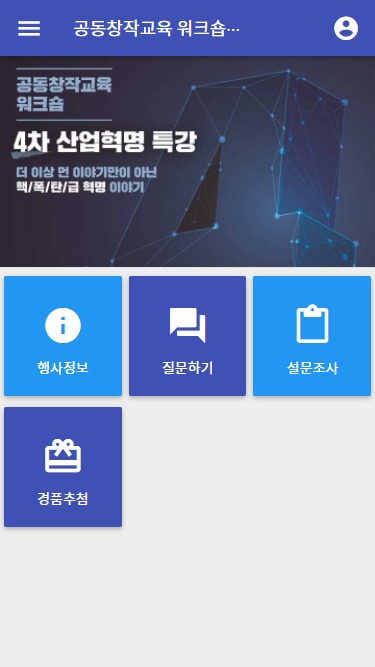 공동창작교육 워크숍···
공동창작교육
워크숍
4차 산업혁명 특강
더 이상 먼 이야기만이 아닌
핵/폭/탄/급 혁명 이야기
행사정보
질문하기
설문조사
경품추첨